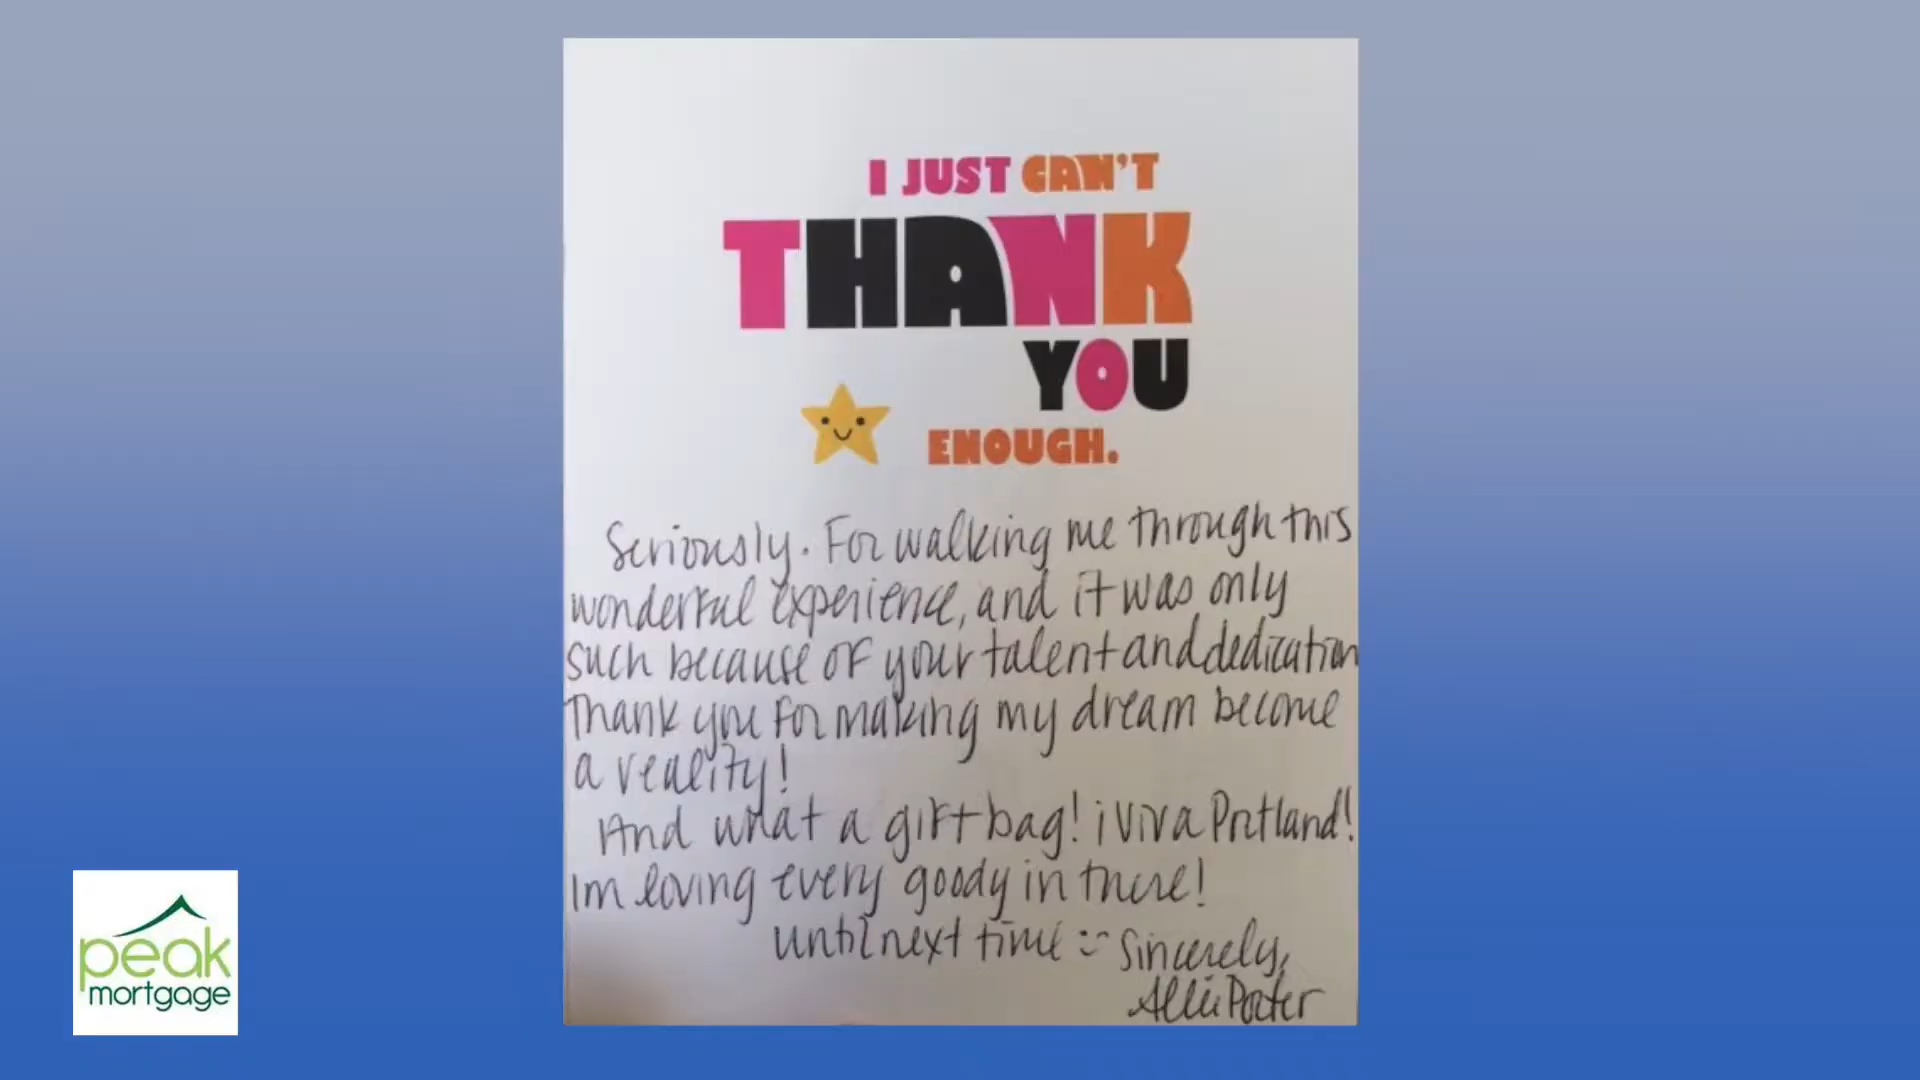 I JUST CAN'T
THANK
YOU
ENOUGH.
Seriously. For walking me through this
wonderful experience, and it was only
such because of your talent and dedication
Thank you for making my dream become
a reality!
And what a gift bag! ¡Viva Portland!
Im loving every goody in there!
until next time :) Sincerely,
Allie Porter
peak
mortgage